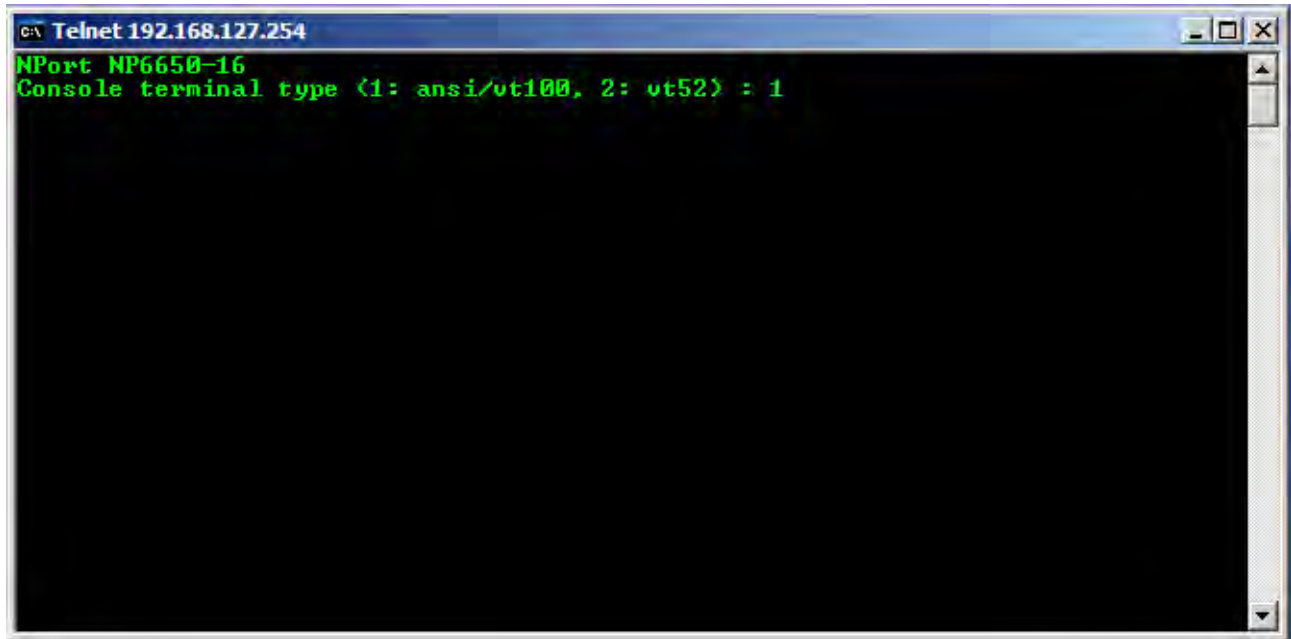 Telnet 192.168.127.254
NPort NP6650-16
Console terminal type (1: ansi/vt100, 2: vt52) : 1